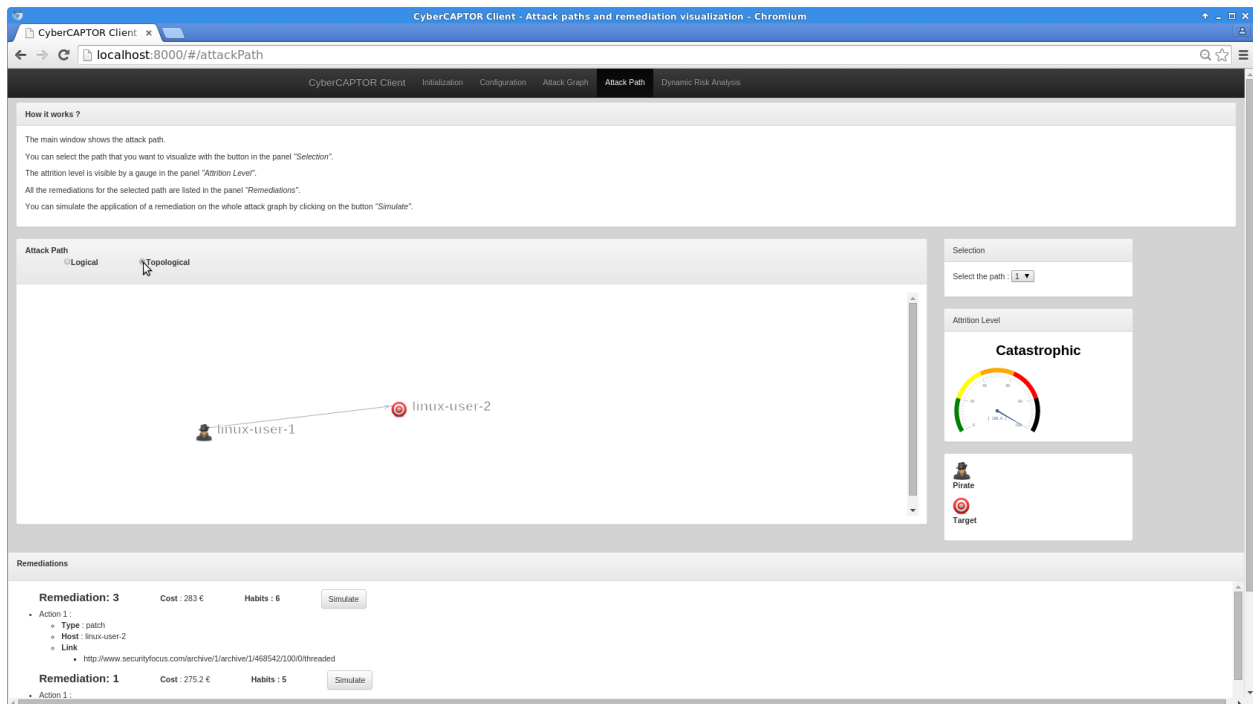 CyberCAPTOR Client - Attack paths and remediation visualization - Chromium
CyberCAPTOR Client
localhost:8000/#/attackPath
CyberCAPTOR Client Initialization Configuration Attack Graph Attack Path Dynamic Risk Analysis
How it works ?
The main window shows the attack path.
You can select the path that you want to visualize with the button in the panel "Selection".
The attrition level is visible by a gauge in the panel "Attrition Level".
All the remediations for the selected path are listed in the panel "Remediations".
You can simulate the application of a remediation on the whole attack graph by clicking on the button "Simulate".
Attack Path
Logical Topological
linux-user-2
linux-user-1
Selection
Select the path : 1
Attrition Level
Catastrophic
Pirate
Target
Remediations
Remediation: 3 Cost : 283 € Habits : 6 Simulate
Action 1 :
Type : patch
Host : linux-user-2
Link
http://www.securityfocus.com/archive/1/archive/1/468542/100/0/threaded
Remediation: 1 Cost : 275.2 € Habits : 5 Simulate
Action 1 :